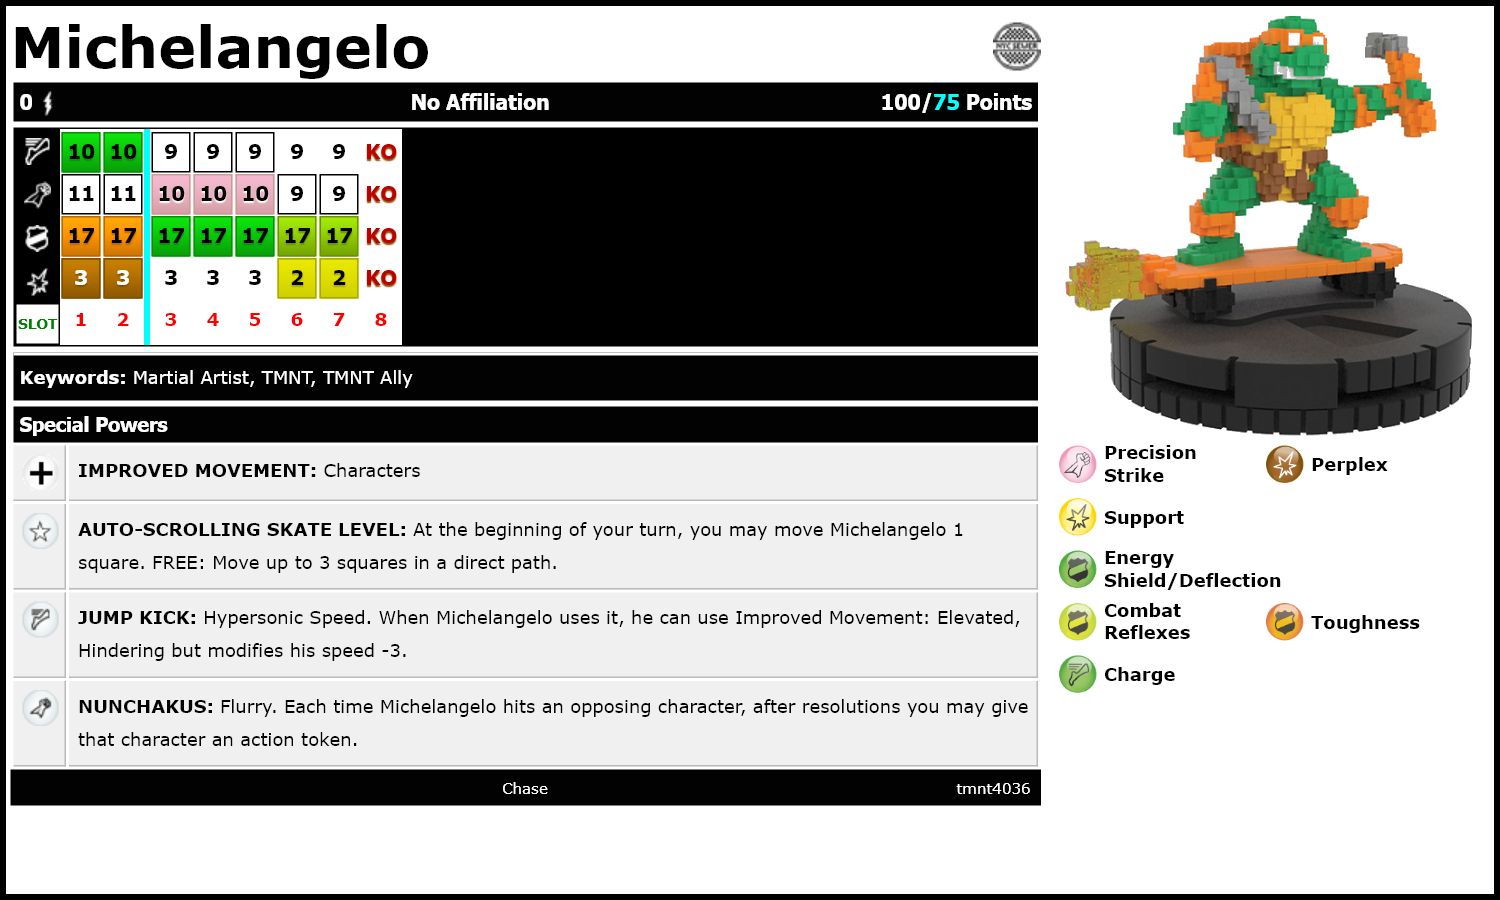 Michelangelo
NYC SEWER
0 No Affiliation 100/75 Points
10 10 9 9 9 9 9 KO
11 11 10 10 10 9 9 KO
17 17 17 17 17 17 17 KO
3 3 3 3 3 2 2 KO
SLOT 1 2 3 4 5 6 7 8
Keywords: Martial Artist, TMNT, TMNT Ally
Special Powers
IMPROVED MOVEMENT: Characters
AUTO-SCROLLING SKATE LEVEL: At the beginning of your turn, you may move Michelangelo 1
square. FREE: Move up to 3 squares in a direct path.
JUMP KICK: Hypersonic Speed. When Michelangelo uses it, he can use Improved Movement: Elevated,
Hindering but modifies his speed -3.
NUNCHAKUS: Flurry. Each time Michelangelo hits an opposing character, after resolutions you may give
that character an action token.
Chase tmnt4036
Precision
Strike
Perplex
Support
Energy
Shield/Deflection
Combat
Reflexes
Toughness
Charge